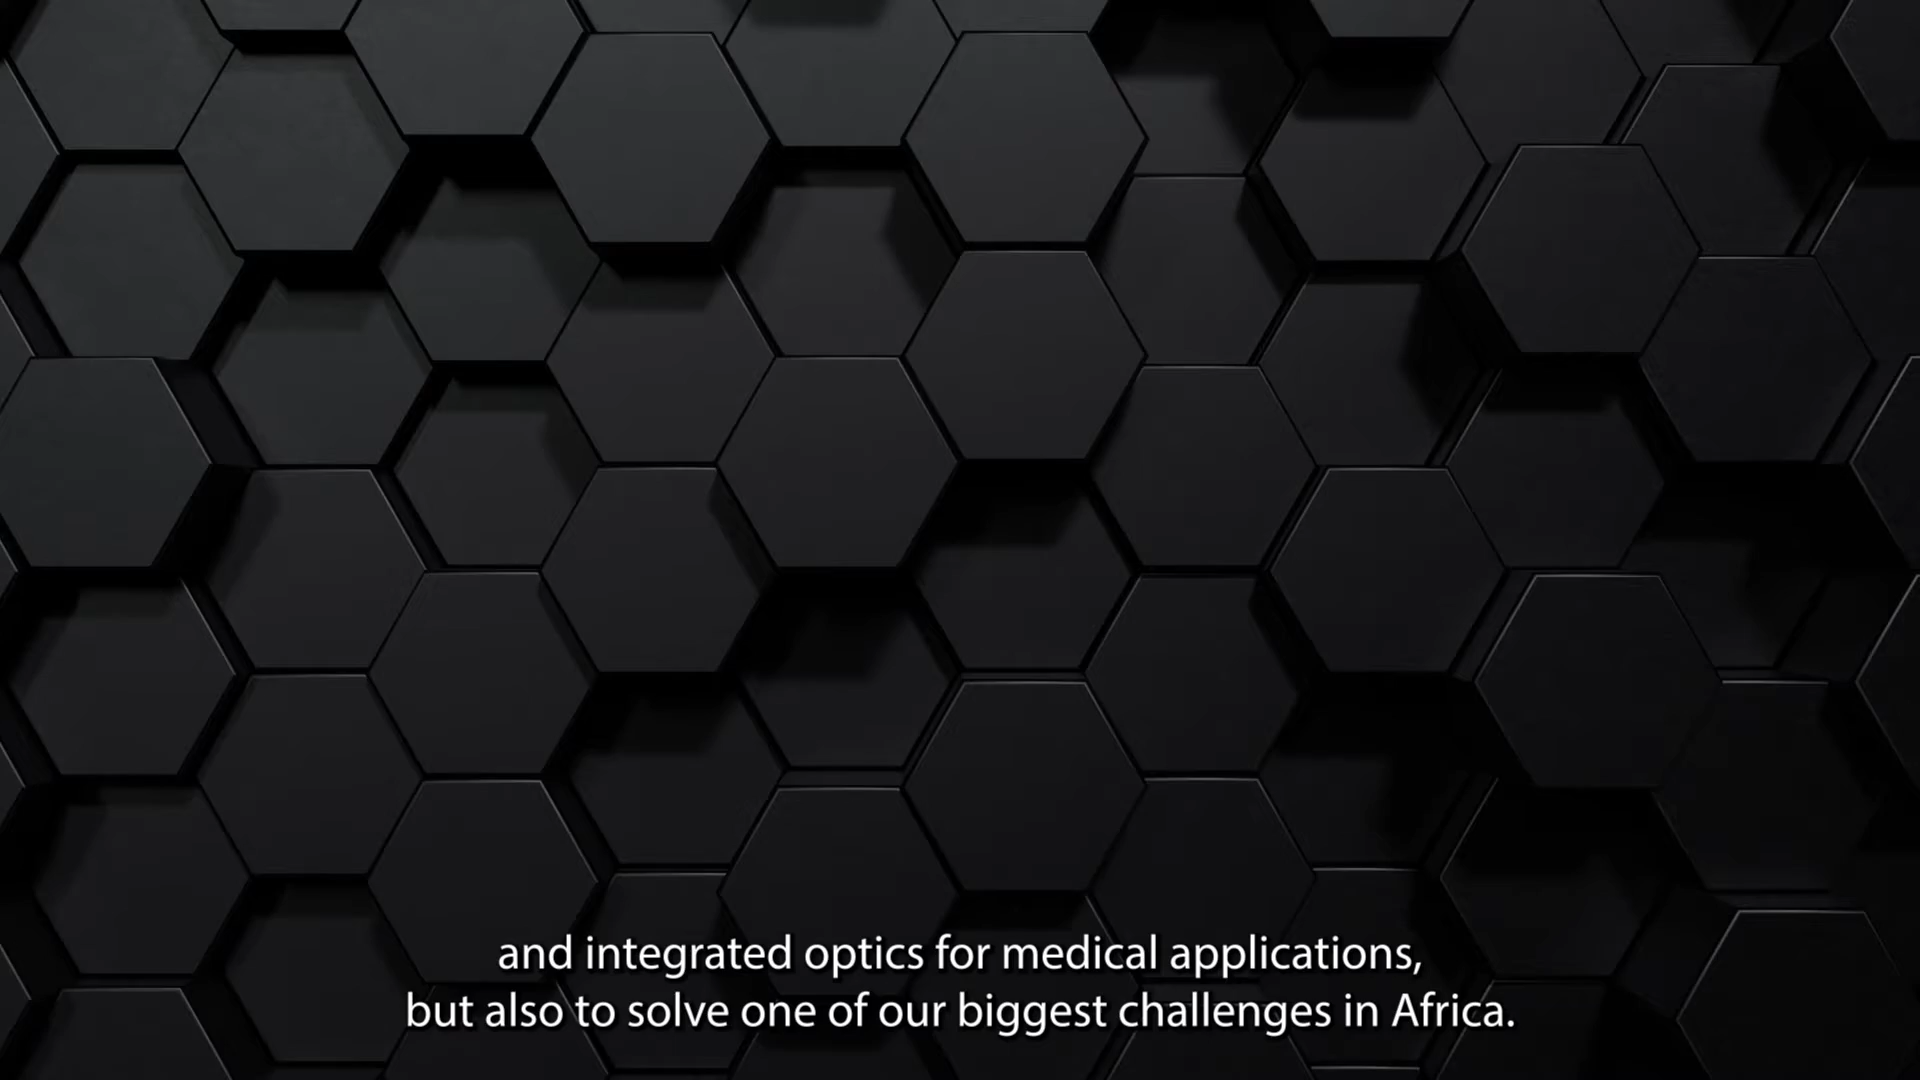 and integrated optics for medical applications,
but also to solve one of our biggest challenges in Africa.